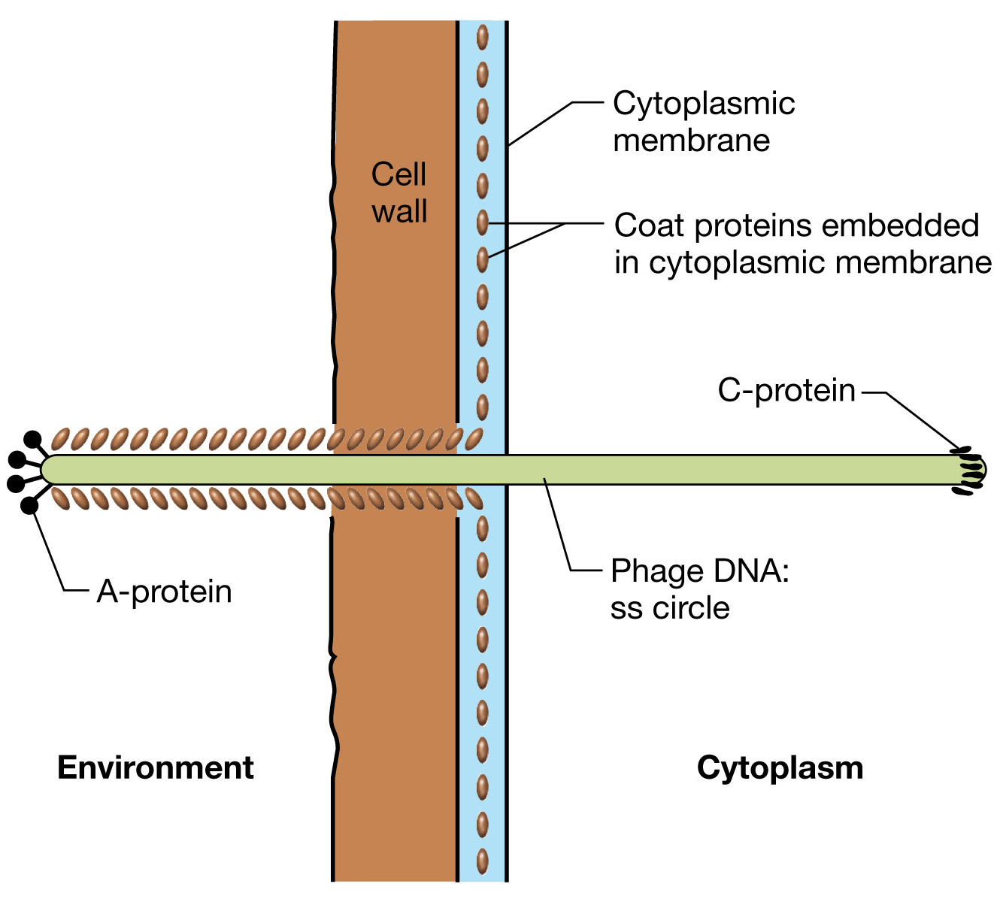 Cytoplasmic
membrane
Cell
wall
Coat proteins embedded
in cytoplasmic membrane
C-protein
A-protein
Phage DNA:
ss circle
Environment
Cytoplasm